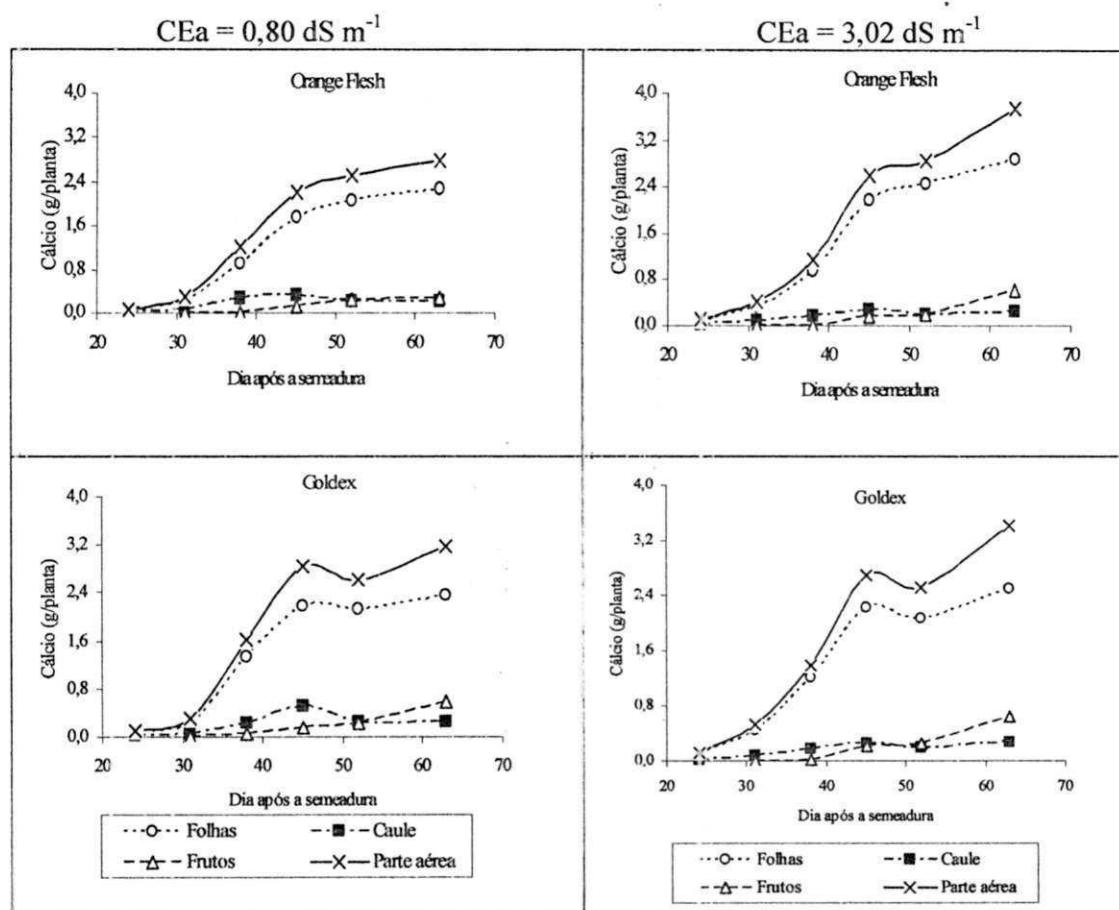 CEa = 0,80 dS m⁻¹
CEa = 3,02 dS m⁻¹
Orange Flesh
4,0
3,2
2,4
1,6
0,8
0,0
Cálcio (g/planta)
20 30 40 50 60 70
Dia após a semeadura
Orange Flesh
4,0
3,2
2,4
1,6
0,8
0,0
Cálcio (g/planta)
20 30 40 50 60 70
Dia após a semeadura
Goldex
4,0
3,2
2,4
1,6
0,8
0,0
Cálcio (g/planta)
20 30 40 50 60 70
Dia após a semeadura
Folhas Caule
Frutos Parte aérea
Goldex
4,0
3,2
2,4
1,6
0,8
0,0
Cálcio (g/planta)
20 30 40 50 60 70
Dia após a semeadura
Folhas Caule
Frutos Parte aérea